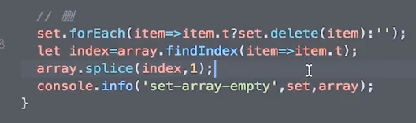 // 删
set.forEach(item=>item.t?set.delete(item):'');
let index=array.findIndex(item=>item.t);
array.splice(index,1);
console.info('set-array-empty',set,array);
}